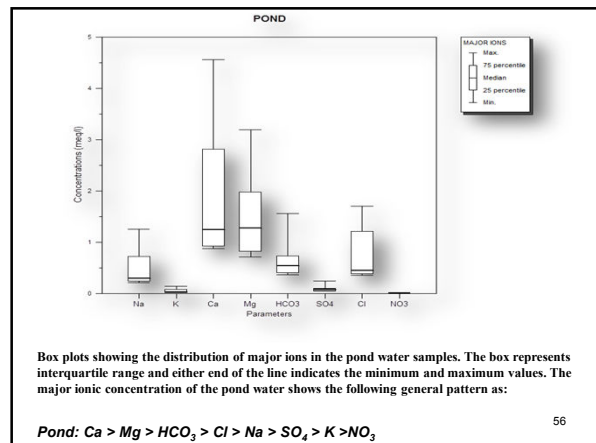 POND
MAJOR IONS
Max.
75 percentile
Median
25 percentile
Min.
Concentrations (meq/l)
5
4
3
2
1
0
Na K Ca Mg HCO3 SO4 Cl NO3
Parameters
Box plots showing the distribution of major ions in the pond water samples. The box represents
interquartile range and either end of the line indicates the minimum and maximum values. The
major ionic concentration of the pond water shows the following general pattern as:
Pond: Ca > Mg > HCO3 > Cl > Na > SO4 > K >NO3
56